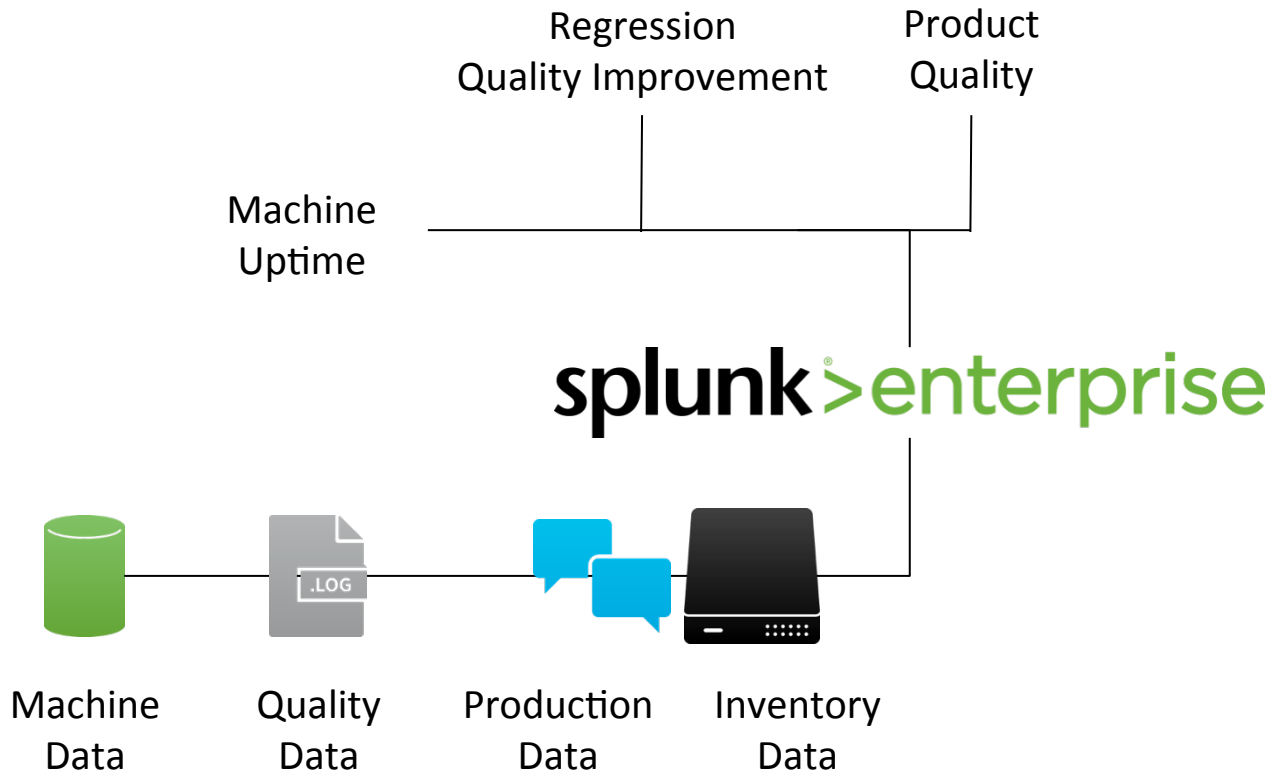 Regression
Quality Improvement
Product
Quality
Machine
Uptime
splunk®>enterprise
.LOG
Machine
Data
Quality
Data
Production
Data
Inventory
Data